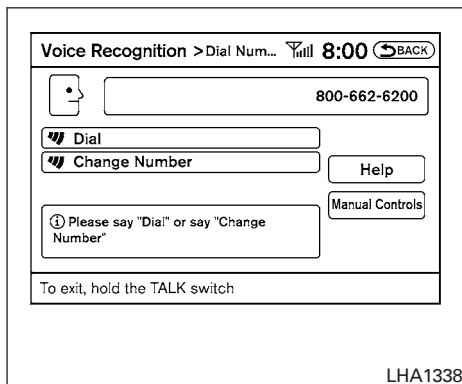 Voice Recognition > Dial Num... 8:00 BACK
800-662-6200
Dial
Change Number
Help
Manual Controls
Please say "Dial" or say "Change
Number"
To exit, hold the TALK switch
LHA1338